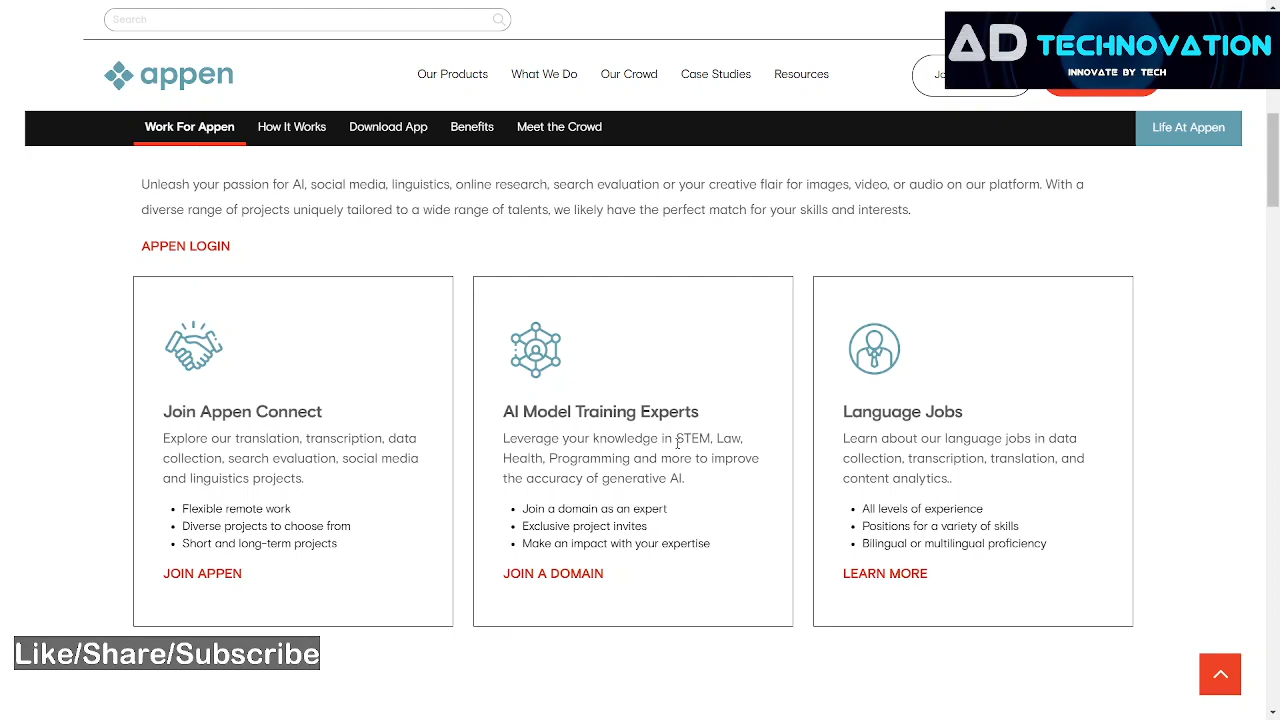 Search
AD TECHNOVATION
INNOVATE BY TECH
appen
Our Products
What We Do
Our Crowd
Case Studies
Resources
Work For Appen
How It Works
Download App
Benefits
Meet the Crowd
Life At Appen
Unleash your passion for AI, social media, linguistics, online research, search evaluation or your creative flair for images, video, or audio on our platform. With a
diverse range of projects uniquely tailored to a wide range of talents, we likely have the perfect match for your skills and interests.
APPEN LOGIN
Join Appen Connect
Explore our translation, transcription, data
collection, search evaluation, social media
and linguistics projects.
• Flexible remote work
• Diverse projects to choose from
• Short and long-term projects
JOIN APPEN
AI Model Training Experts
Leverage your knowledge in STEM, Law,
Health, Programming and more to improve
the accuracy of generative AI.
• Join a domain as an expert
• Exclusive project invites
• Make an impact with your expertise
JOIN A DOMAIN
Language Jobs
Learn about our language jobs in data
collection, transcription, translation, and
content analytics..
• All levels of experience
• Positions for a variety of skills
• Bilingual or multilingual proficiency
LEARN MORE
Like/Share/Subscribe